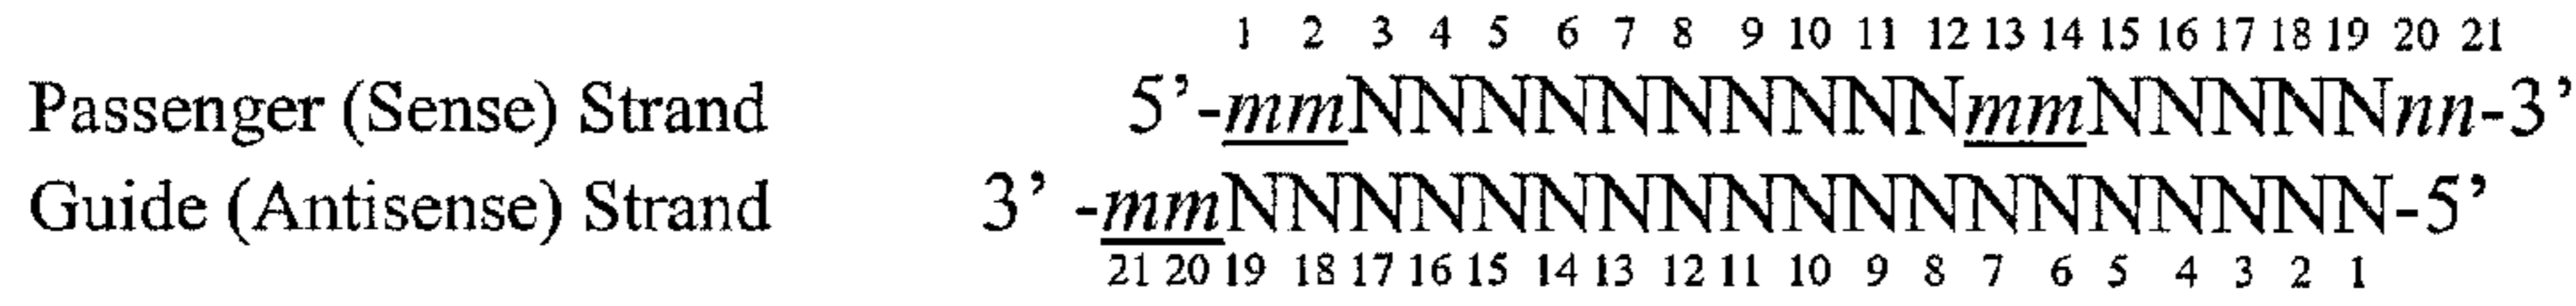 1 2 3 4 5 6 7 8 9 10 11 12 13 14 15 16 17 18 19 20 21
Passenger (Sense) Strand 5’-mmNNNNNNNNNNmmNNNNNnn-3’
Guide (Antisense) Strand 3’ -mmNNNNNNNNNNNNNNNNNNN-5’
21 20 19 18 17 16 15 14 13 12 11 10 9 8 7 6 5 4 3 2 1